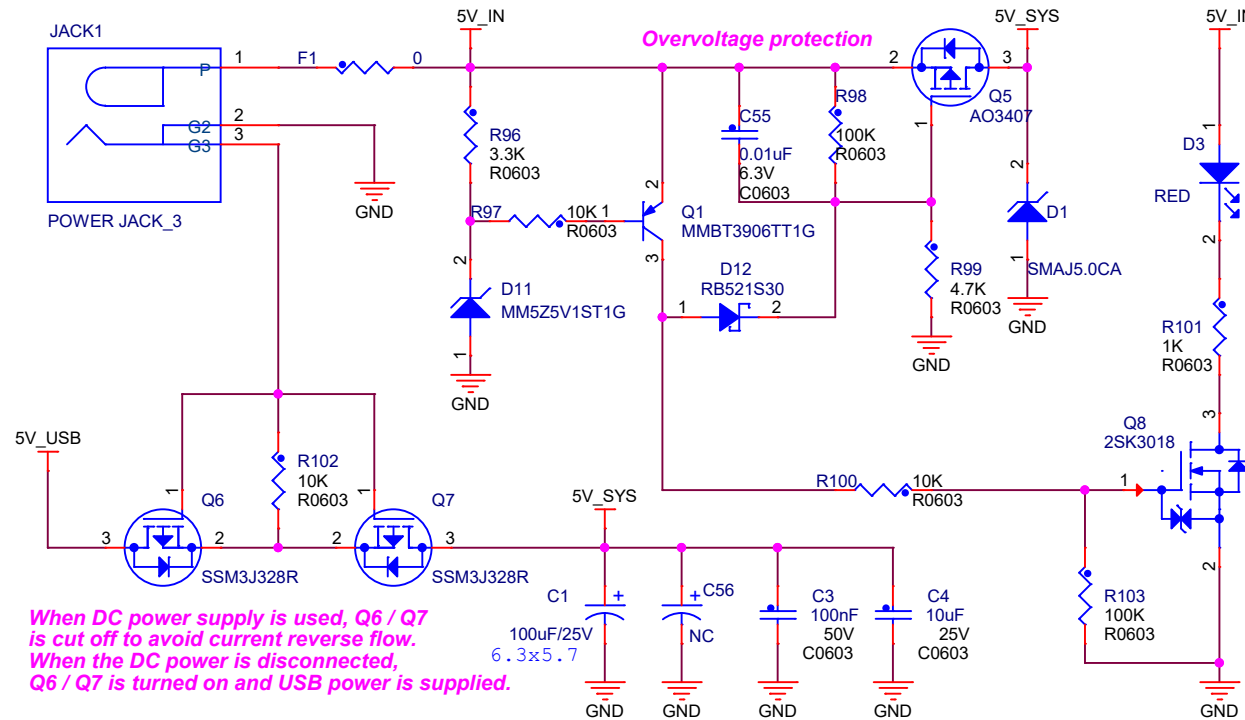 JACK1
P
G2
G3
1
2
3
POWER JACK_3
F1
0
GND
5V_IN
Overvoltage protection
R96
3.3K
R0603
R97
10K
R0603
1
2
3
Q1
MMBT3906TT1G
2
D11
MM5Z5V1ST1G
1
GND
C55
0.01uF
6.3V
C0603
R98
100K
R0603
D12
RB521S30
1
2
2
3
1
Q5
AO3407
R99
4.7K
R0603
GND
5V_SYS
2
D1
1
SMAJ5.0CA
GND
5V_IN
1
D3
RED
2
R101
1K
R0603
3
Q8
2SK3018
1
2
R100
10K
R0603
R103
100K
R0603
GND
5V_USB
R102
10K
R0603
1
Q6
3
2
SSM3J328R
1
Q7
2
3
SSM3J328R
5V_SYS
C1
+
100uF/25V
6.3x5.7
GND
+
C56
NC
GND
C3
100nF
50V
C0603
GND
C4
10uF
25V
C0603
GND
When DC power supply is used, Q6 / Q7
is cut off to avoid current reverse flow.
When the DC power is disconnected,
Q6 / Q7 is turned on and USB power is supplied.